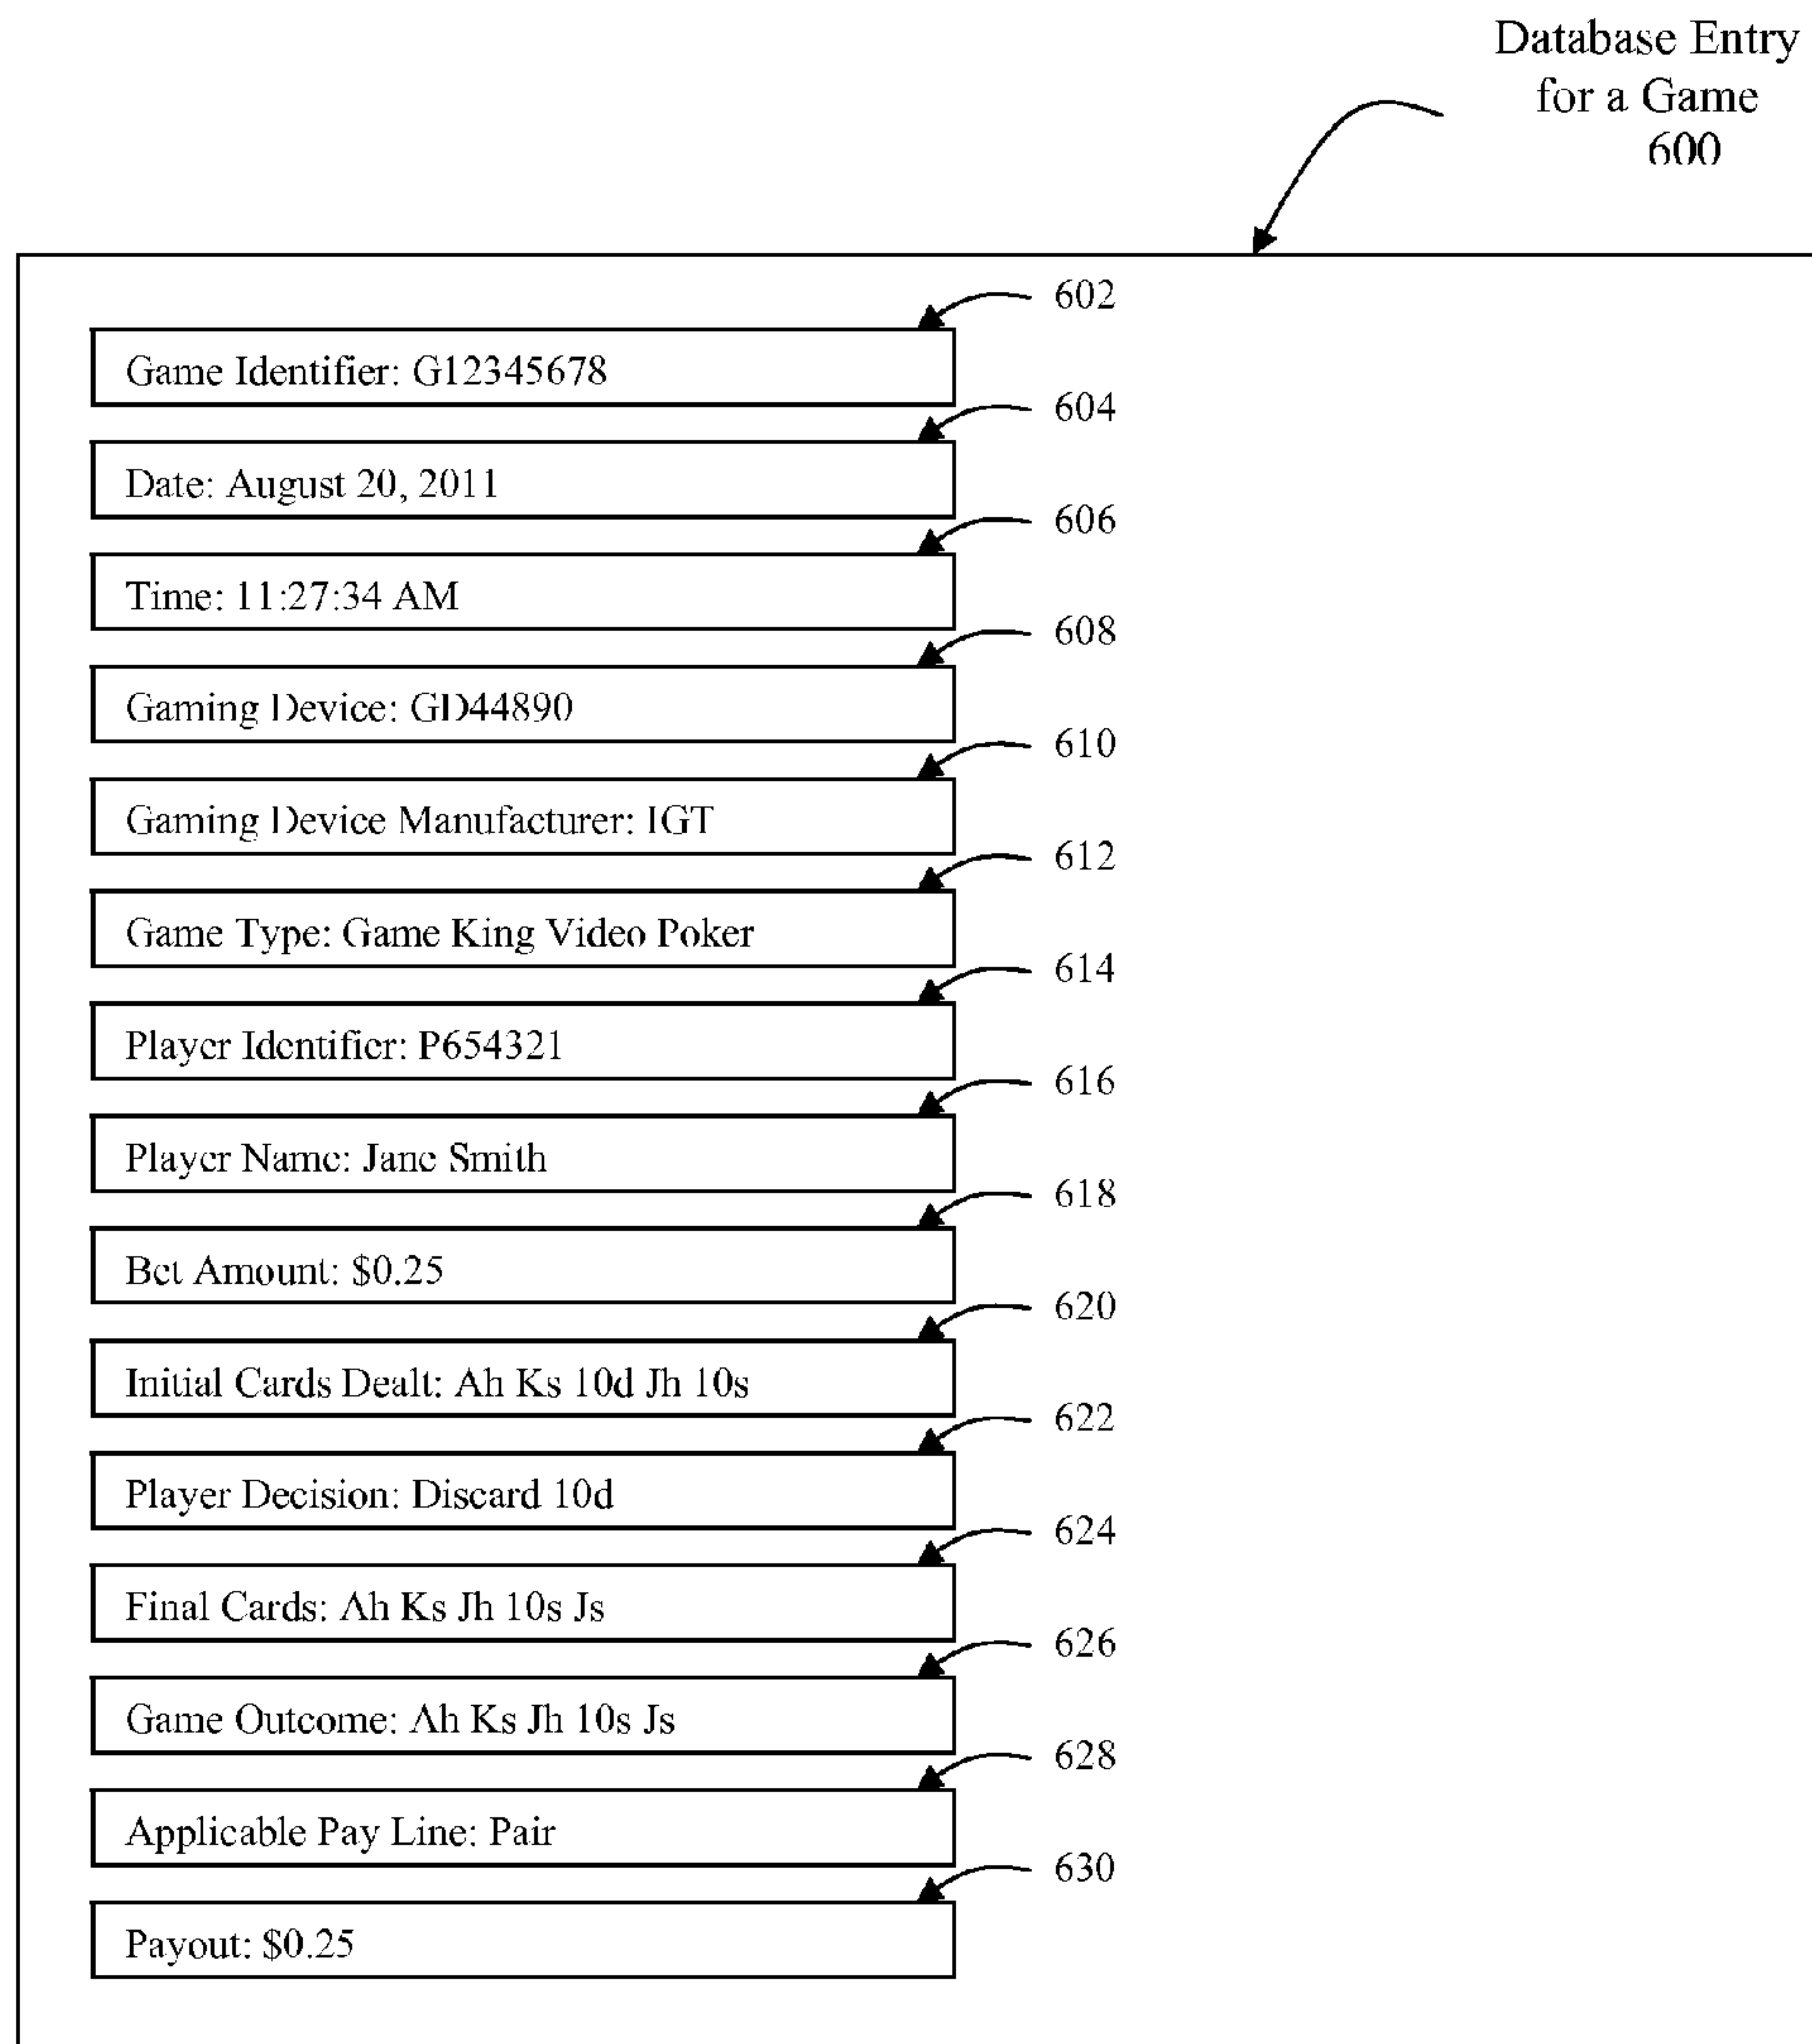 Database Entry
for a Game
600
602
Game Identifier: G12345678
604
Date: August 20, 2011
606
Time: 11:27:34 AM
608
Gaming Device: GD44890
610
Gaming Device Manufacturer: IGT
612
Game Type: Game King Video Poker
614
Player Identifier: P654321
616
Player Name: Jane Smith
618
Bet Amount: $0.25
620
Initial Cards Dealt: Ah Ks 10d Jh 10s
622
Player Decision: Discard 10d
624
Final Cards: Ah Ks Jh 10s Js
626
Game Outcome: Ah Ks Jh 10s Js
628
Applicable Pay Line: Pair
630
Payout: $0.25